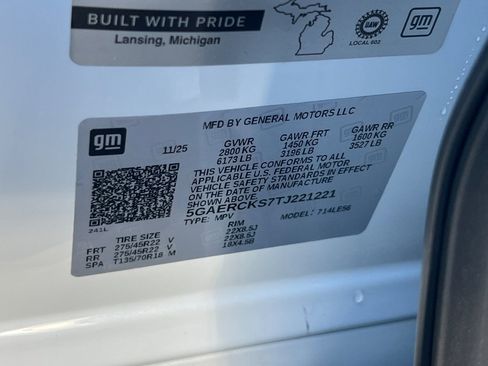 BUILT WITH PRIDE
Lansing, Michigan
UAW
LOCAL 602
gm
gm
11/25
MFD BY GENERAL MOTORS LLC
GVWR GAWR FRT GAWR RR
2800 KG 1450 KG 1600 KG
6173 LB 3196 LB 3527 LB
THIS VEHICLE CONFORMS TO ALL
APPLICABLE U.S. FEDERAL MOTOR
VEHICLE SAFETY STANDARDS IN EFFECT
ON THE DATE OF MANUFACTURE
SHOWN ABOVE.
5GAERCKS7TJ221221
TYPE: MPV MODEL: 714LE56
241L
TIRE SIZE RIM
FRT 275/45R22 V 22X8.5J
RR 275/45R22 V 22X8.5J
SPA T135/70R18 M 18X4.5B